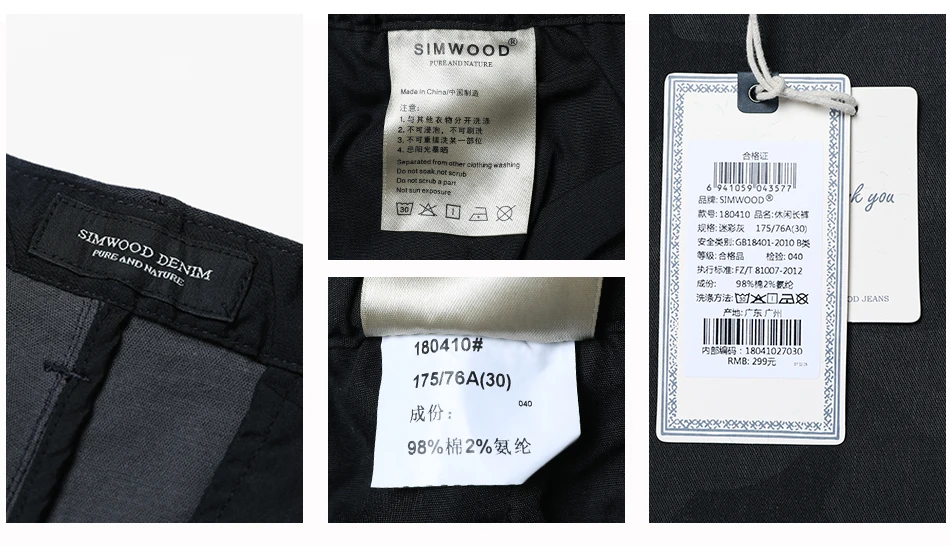 SIMWOOD DENIM
PURE AND NATURE
SIMWOOD®
PURE AND NATURE
Made in China/中国制造
注意:
1. 与其他衣物分开洗涤
2. 不可浸泡，不可刷洗
3. 不可重搓洗某一部位
4. 忌阳光暴晒
Separated from other clothing washing
Do not soak,not scrub
Do not scrub a part
Not sun exposure
30
180410#
175/76A(30)
040
成份:
98%棉2%氨纶
合格证
6 941059 043577
品牌: SIMWOOD®
款号: 180410 品名: 休闲长裤
规格: 迷彩灰 175/76A(30)
安全类别: GB18401-2010 B类
等级: 合格品 检验: 040
执行标准: FZ/T 81007-2012
成份: 98%棉2%氨纶
洗涤方法:
产地: 广东 广州
内部编码: 18041027030
RMB: 299元
k you
OD JEANS